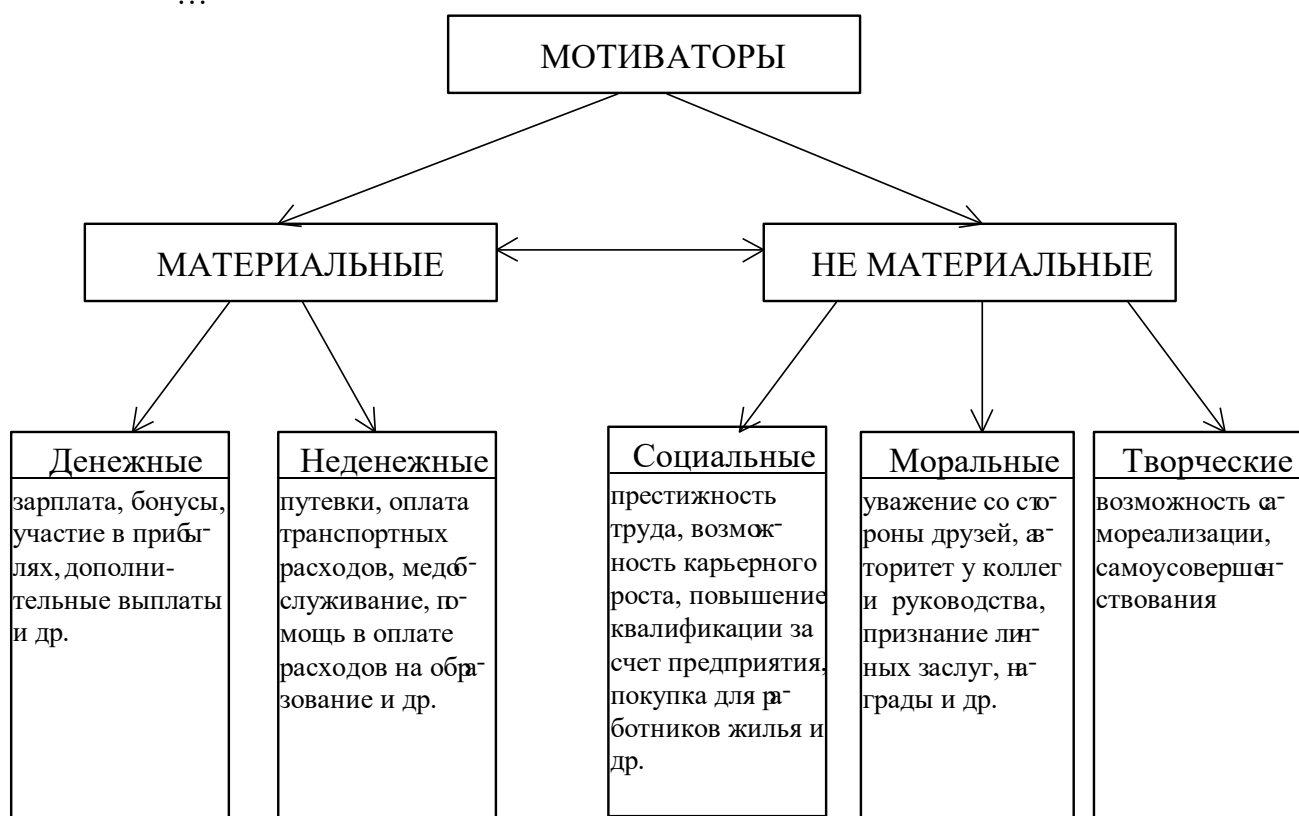 ...
МОТИВАТОРЫ
МАТЕРИАЛЬНЫЕ
НЕ МАТЕРИАЛЬНЫЕ
Денежные
зарплата, бонусы,
участие в прибы-
лях, дополни-
тельные выплаты
и др.
Неденежные
путевки, оплата
транспортных
расходов, медоб-
служивание, по-
мощь в оплате
расходов на обра-
зование и др.
Социальные
престижность
труда, возмож-
ность карьерного
роста, повышение
квалификации за
счет предприятия,
покупка для ра-
ботников жилья и
др.
Моральные
уважение со сто-
роны друзей, ав-
торитет у коллег
и руководства,
признание лич-
ных заслуг, на-
грады и др.
Творческие
возможность са-
мореализации,
самоусовершен-
ствования